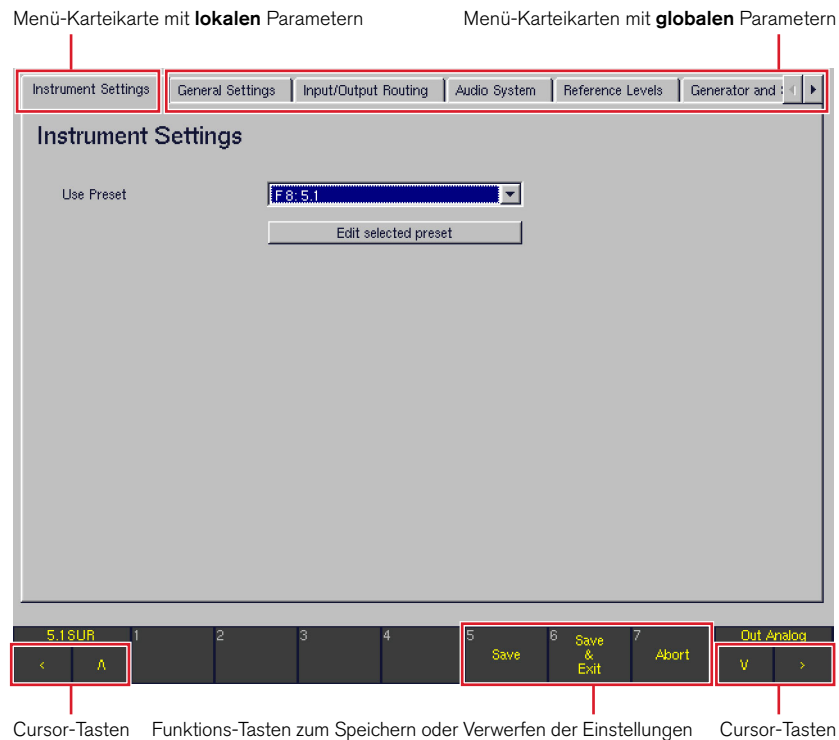 Menü-Karteikarte mit lokalen Parametern
Menü-Karteikarten mit globalen Parametern
Instrument Settings
General Settings
Input/Output Routing
Audio System
Reference Levels
Generator and
Instrument Settings
Use Preset
F 8: 5.1
Edit selected preset
5.1SUR
1
2
3
4
5
Save
6
Save
&
Exit
7
Abort
Out Analog
<
Λ
V
>
Cursor-Tasten
Funktions-Tasten zum Speichern oder Verwerfen der Einstellungen
Cursor-Tasten